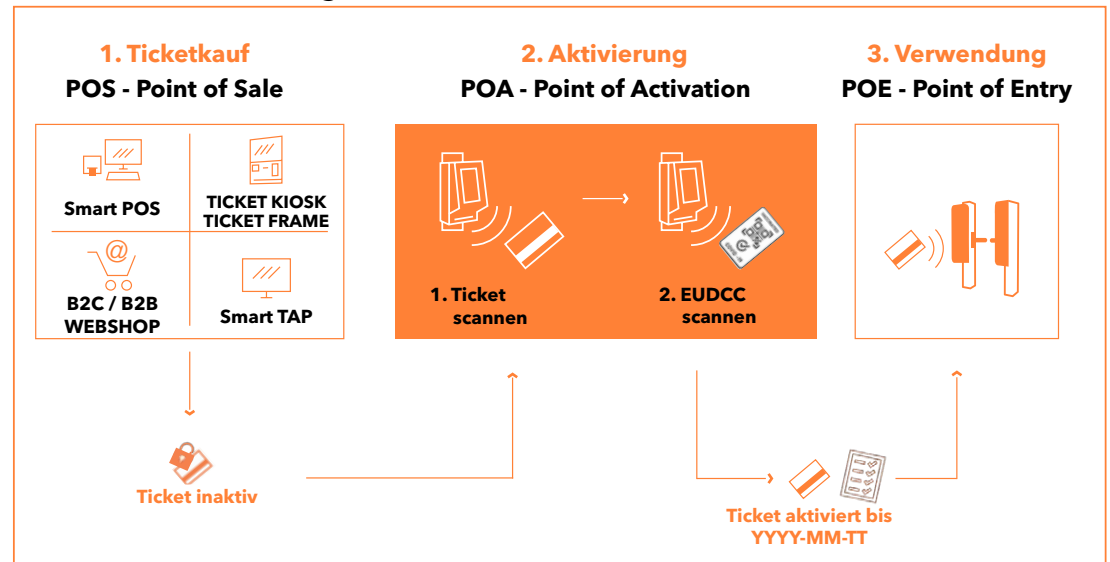 1. Ticketkauf
POS - Point of Sale
Smart POS
TICKET KIOSK
TICKET FRAME
@
B2C / B2B
WEBSHOP
Smart TAP
Ticket inaktiv
2. Aktivierung
POA - Point of Activation
1. Ticket
scannen
2. EUDCC
scannen
Ticket aktiviert bis
YYYY-MM-TT
3. Verwendung
POE - Point of Entry